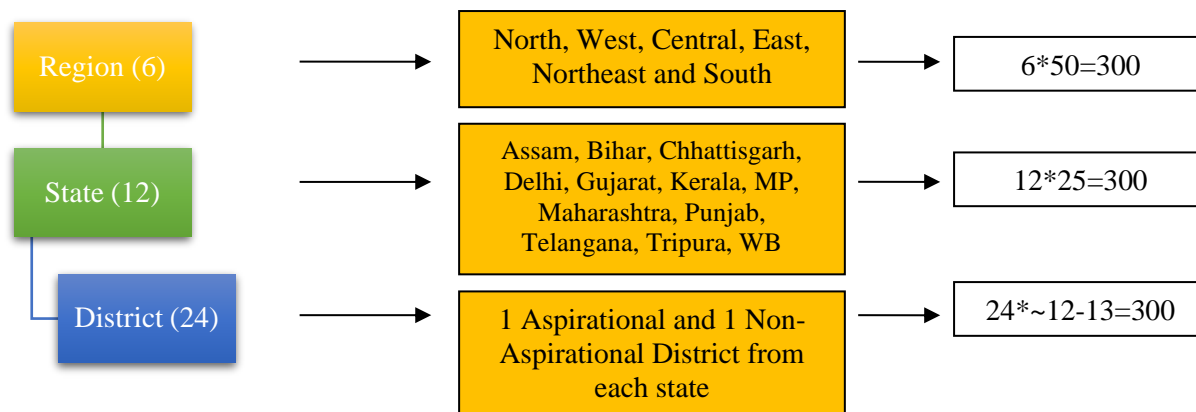 Region (6)
North, West, Central, East,
Northeast and South
6*50=300
State (12)
Assam, Bihar, Chhattisgarh,
Delhi, Gujarat, Kerala, MP,
Maharashtra, Punjab,
Telangana, Tripura, WB
12*25=300
District (24)
1 Aspirational and 1 Non-
Aspirational District from
each state
24*~12-13=300